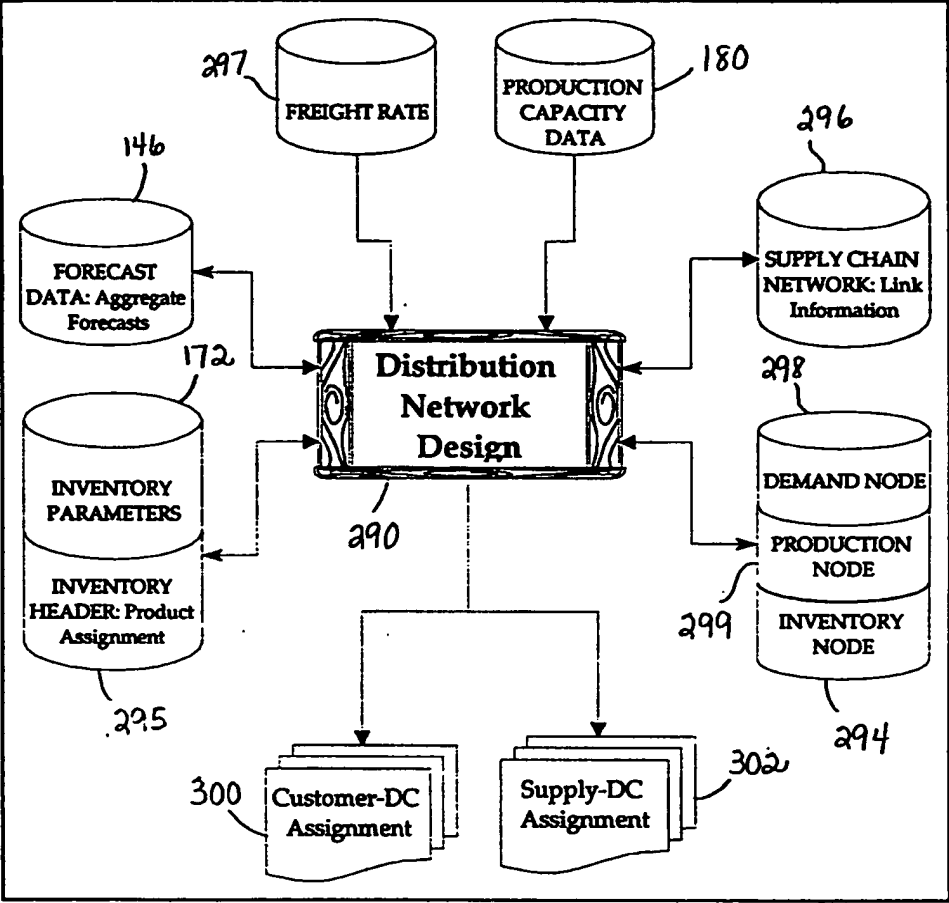 297
FREIGHT RATE
PRODUCTION
CAPACITY
DATA
180
146
FORECAST
DATA: Aggregate
Forecasts
296
SUPPLY CHAIN
NETWORK: Link
Information
172
INVENTORY
PARAMETERS
INVENTORY
HEADER: Product
Assignment
295
Distribution
Network
Design
290
298
DEMAND NODE
PRODUCTION
NODE
299
INVENTORY
NODE
294
300
Customer-DC
Assignment
Supply-DC
Assignment
302